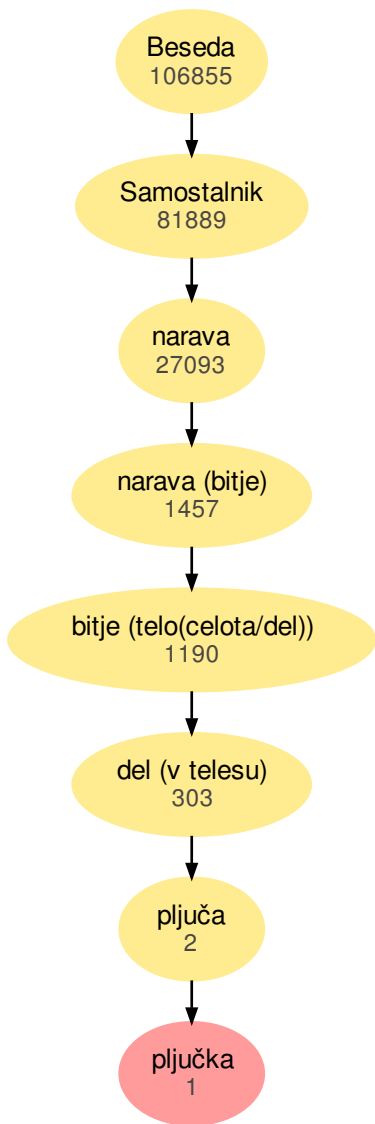 Beseda
106855
Samostalnik
81889
narava
27093
narava (bitje)
1457
bitje (telo(celota/del))
1190
del (v telesu)
303
pljuča
2
pljučka
1